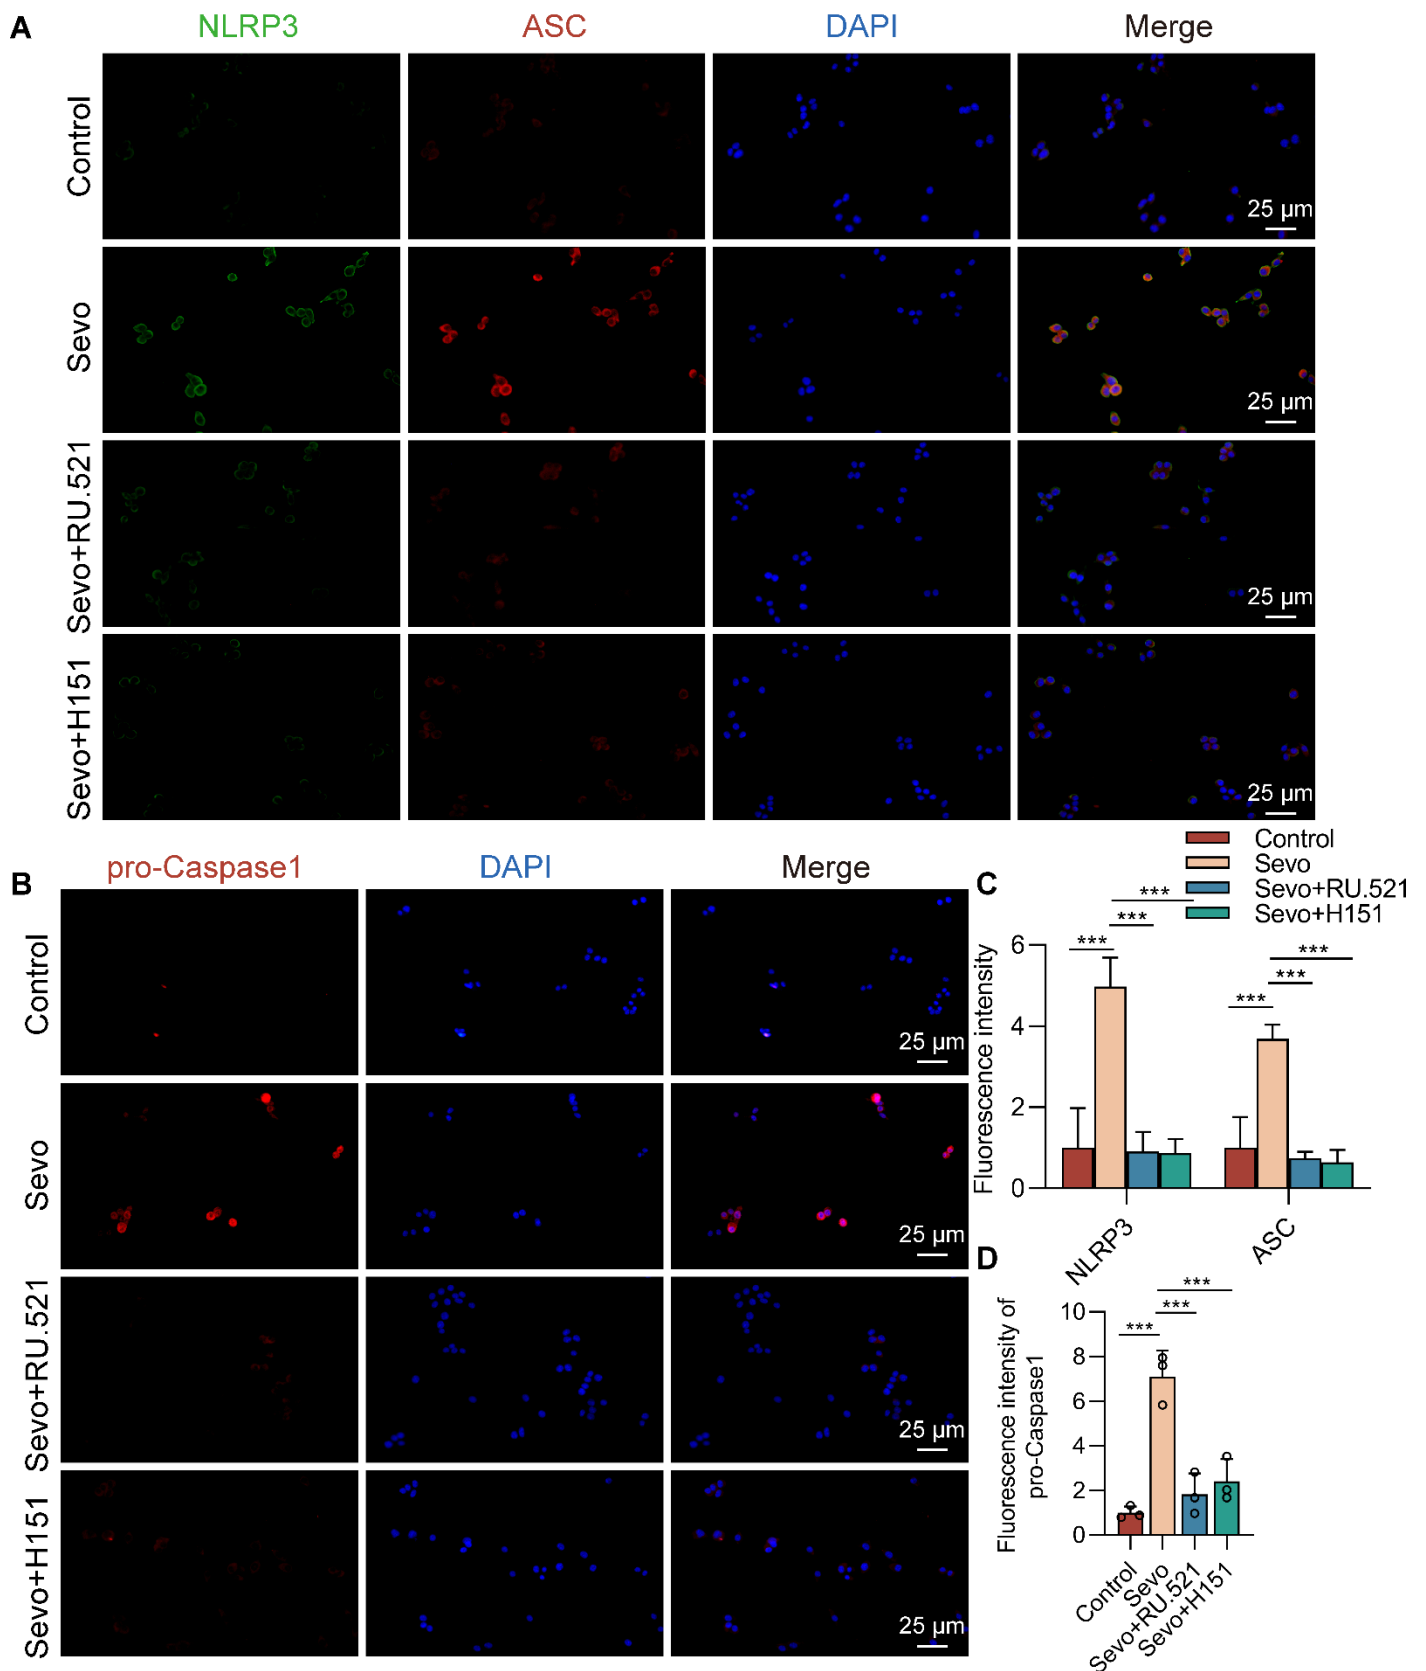 A
NLRP3 ASC DAPI Merge
Control
25 µm
Sevo
25 µm
Sevo+RU.521
25 µm
Sevo+H151
25 µm
B
pro-Caspase1 DAPI Merge
Control
25 µm
Sevo
25 µm
Sevo+RU.521
25 µm
Sevo+H151
25 µm
C
Control
Sevo
Sevo+RU.521
Sevo+H151
Fluorescence intensity
6
4
2
0
*** *** ***
*** *** ***
NLRP3 ASC
D
Fluorescence intensity of
pro-Caspase1
10
8
6
4
2
0
*** *** ***
Control
Sevo
Sevo+RU.521
Sevo+H151